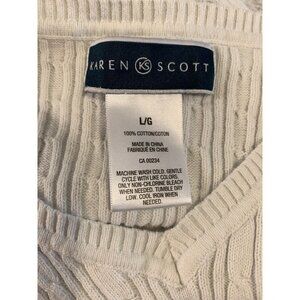 KAREN KS SCOTT
L/G
100% COTTON/COTON
MADE IN CHINA
FABRIQUÉ EN CHINE
CA 00234
MACHINE WASH COLD. GENTLE
CYCLE WITH LIKE COLORS.
ONLY NON-CHLORINE BLEACH
WHEN NEEDED. TUMBLE DRY
LOW. COOL IRON WHEN
NEEDED.